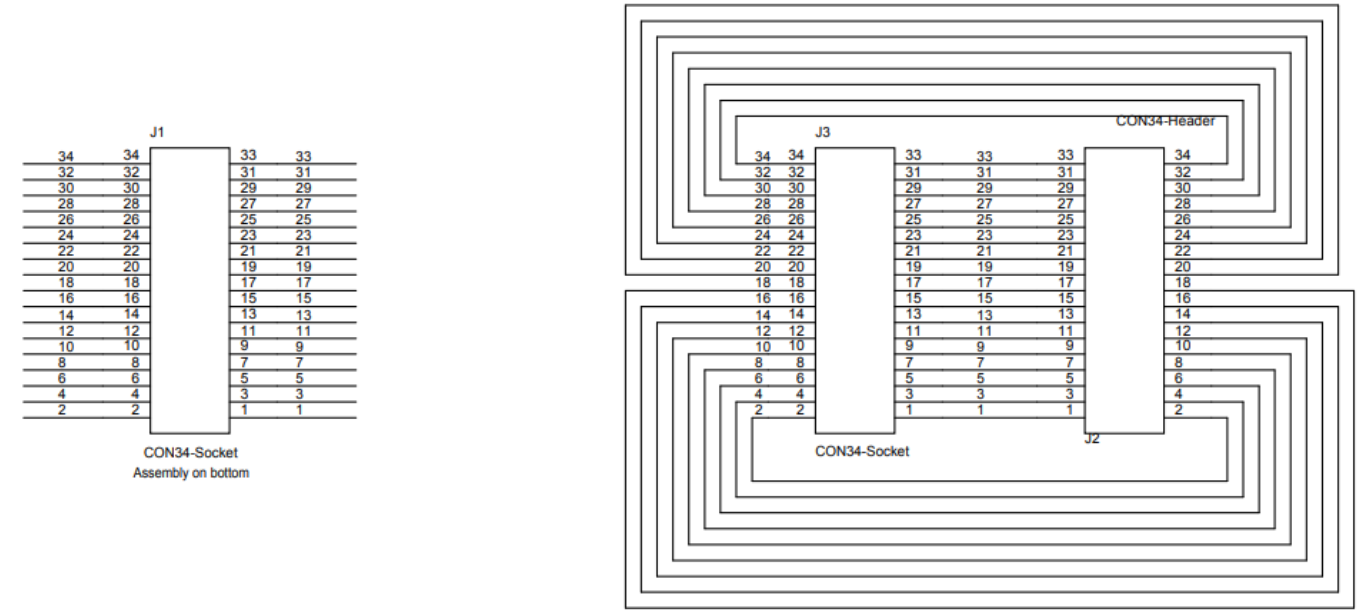 CON34-Header
J1 J3
34 34 33 33 34 34 33 33 33 34
32 32 31 31 32 32 31 31 31 32
30 30 29 29 30 30 29 29 29 30
28 28 27 27 28 28 27 27 27 28
26 26 25 25 26 26 25 25 25 26
24 24 23 23 24 24 23 23 23 24
22 22 21 21 22 22 21 21 21 22
20 20 19 19 20 20 19 19 19 20
18 18 17 17 18 18 17 17 17 18
16 16 15 15 16 16 15 15 15 16
14 14 13 13 14 14 13 13 13 14
12 12 11 11 12 12 11 11 11 12
10 10 9 9 10 10 9 9 9 10
8 8 7 7 8 8 7 7 7 8
6 6 5 5 6 6 5 5 5 6
4 4 3 3 4 4 3 3 3 4
2 2 1 1 2 2 1 1 1 2
J2
CON34-Socket CON34-Socket
Assembly on bottom